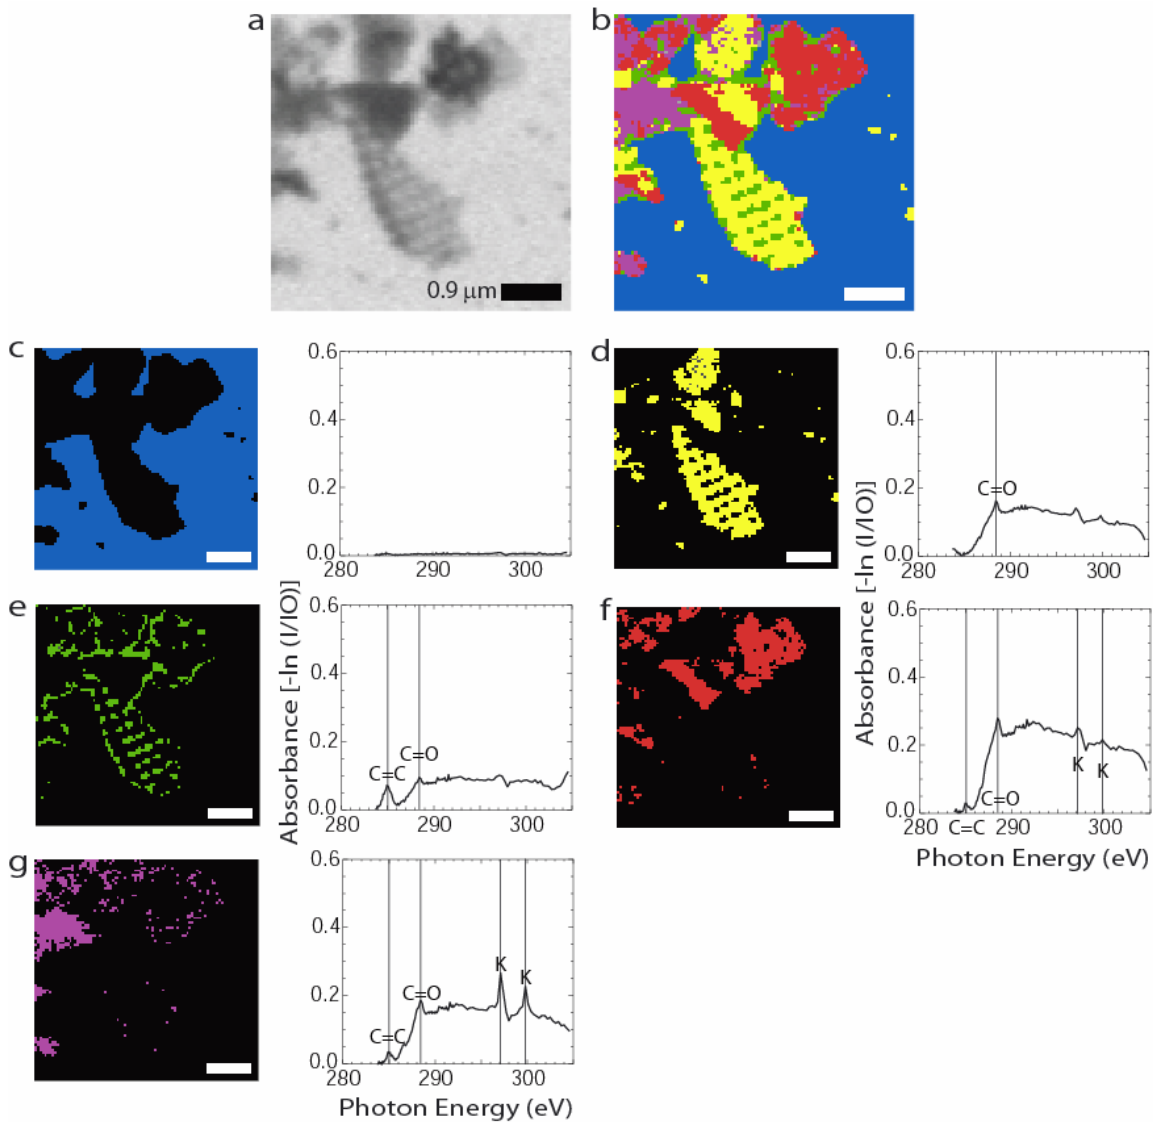 a
b
0.9 μm
c
0.6
0.4
0.2
0.0
280
290
300
d
0.6
0.4
0.2
0.0
C=O
280
290
300
e
0.6
0.4
0.2
0.0
C=C
C=O
280
290
300
Absorbance [-ln (I/IO)]
f
0.6
0.4
0.2
0.0
C=O
K
K
280
C=C
290
300
Absorbance [-ln (I/IO)]
Photon Energy (eV)
g
0.6
0.4
0.2
0.0
C=C
C=O
K
K
280
290
300
Photon Energy (eV)